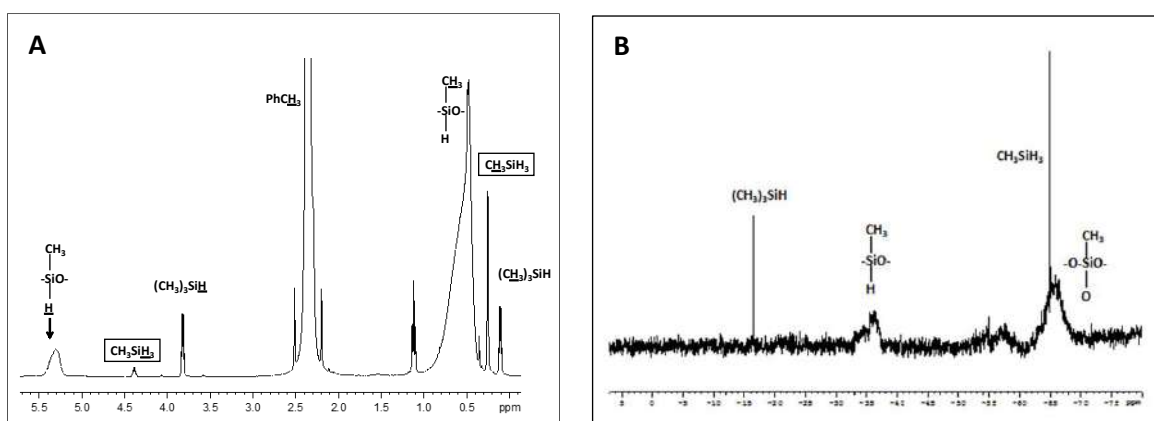 A
PhCH3
CH3
-SiO-
H
CH3SiH3
(CH3)3SiH
CH3
-SiO-
H
(CH3)3SiH
CH3SiH3
5.5 5.0 4.5 4.0 3.5 3.0 2.5 2.0 1.5 1.0 0.5 ppm
B
CH3SiH3
(CH3)3SiH
CH3
-SiO-
H
CH3
-O-SiO-
O